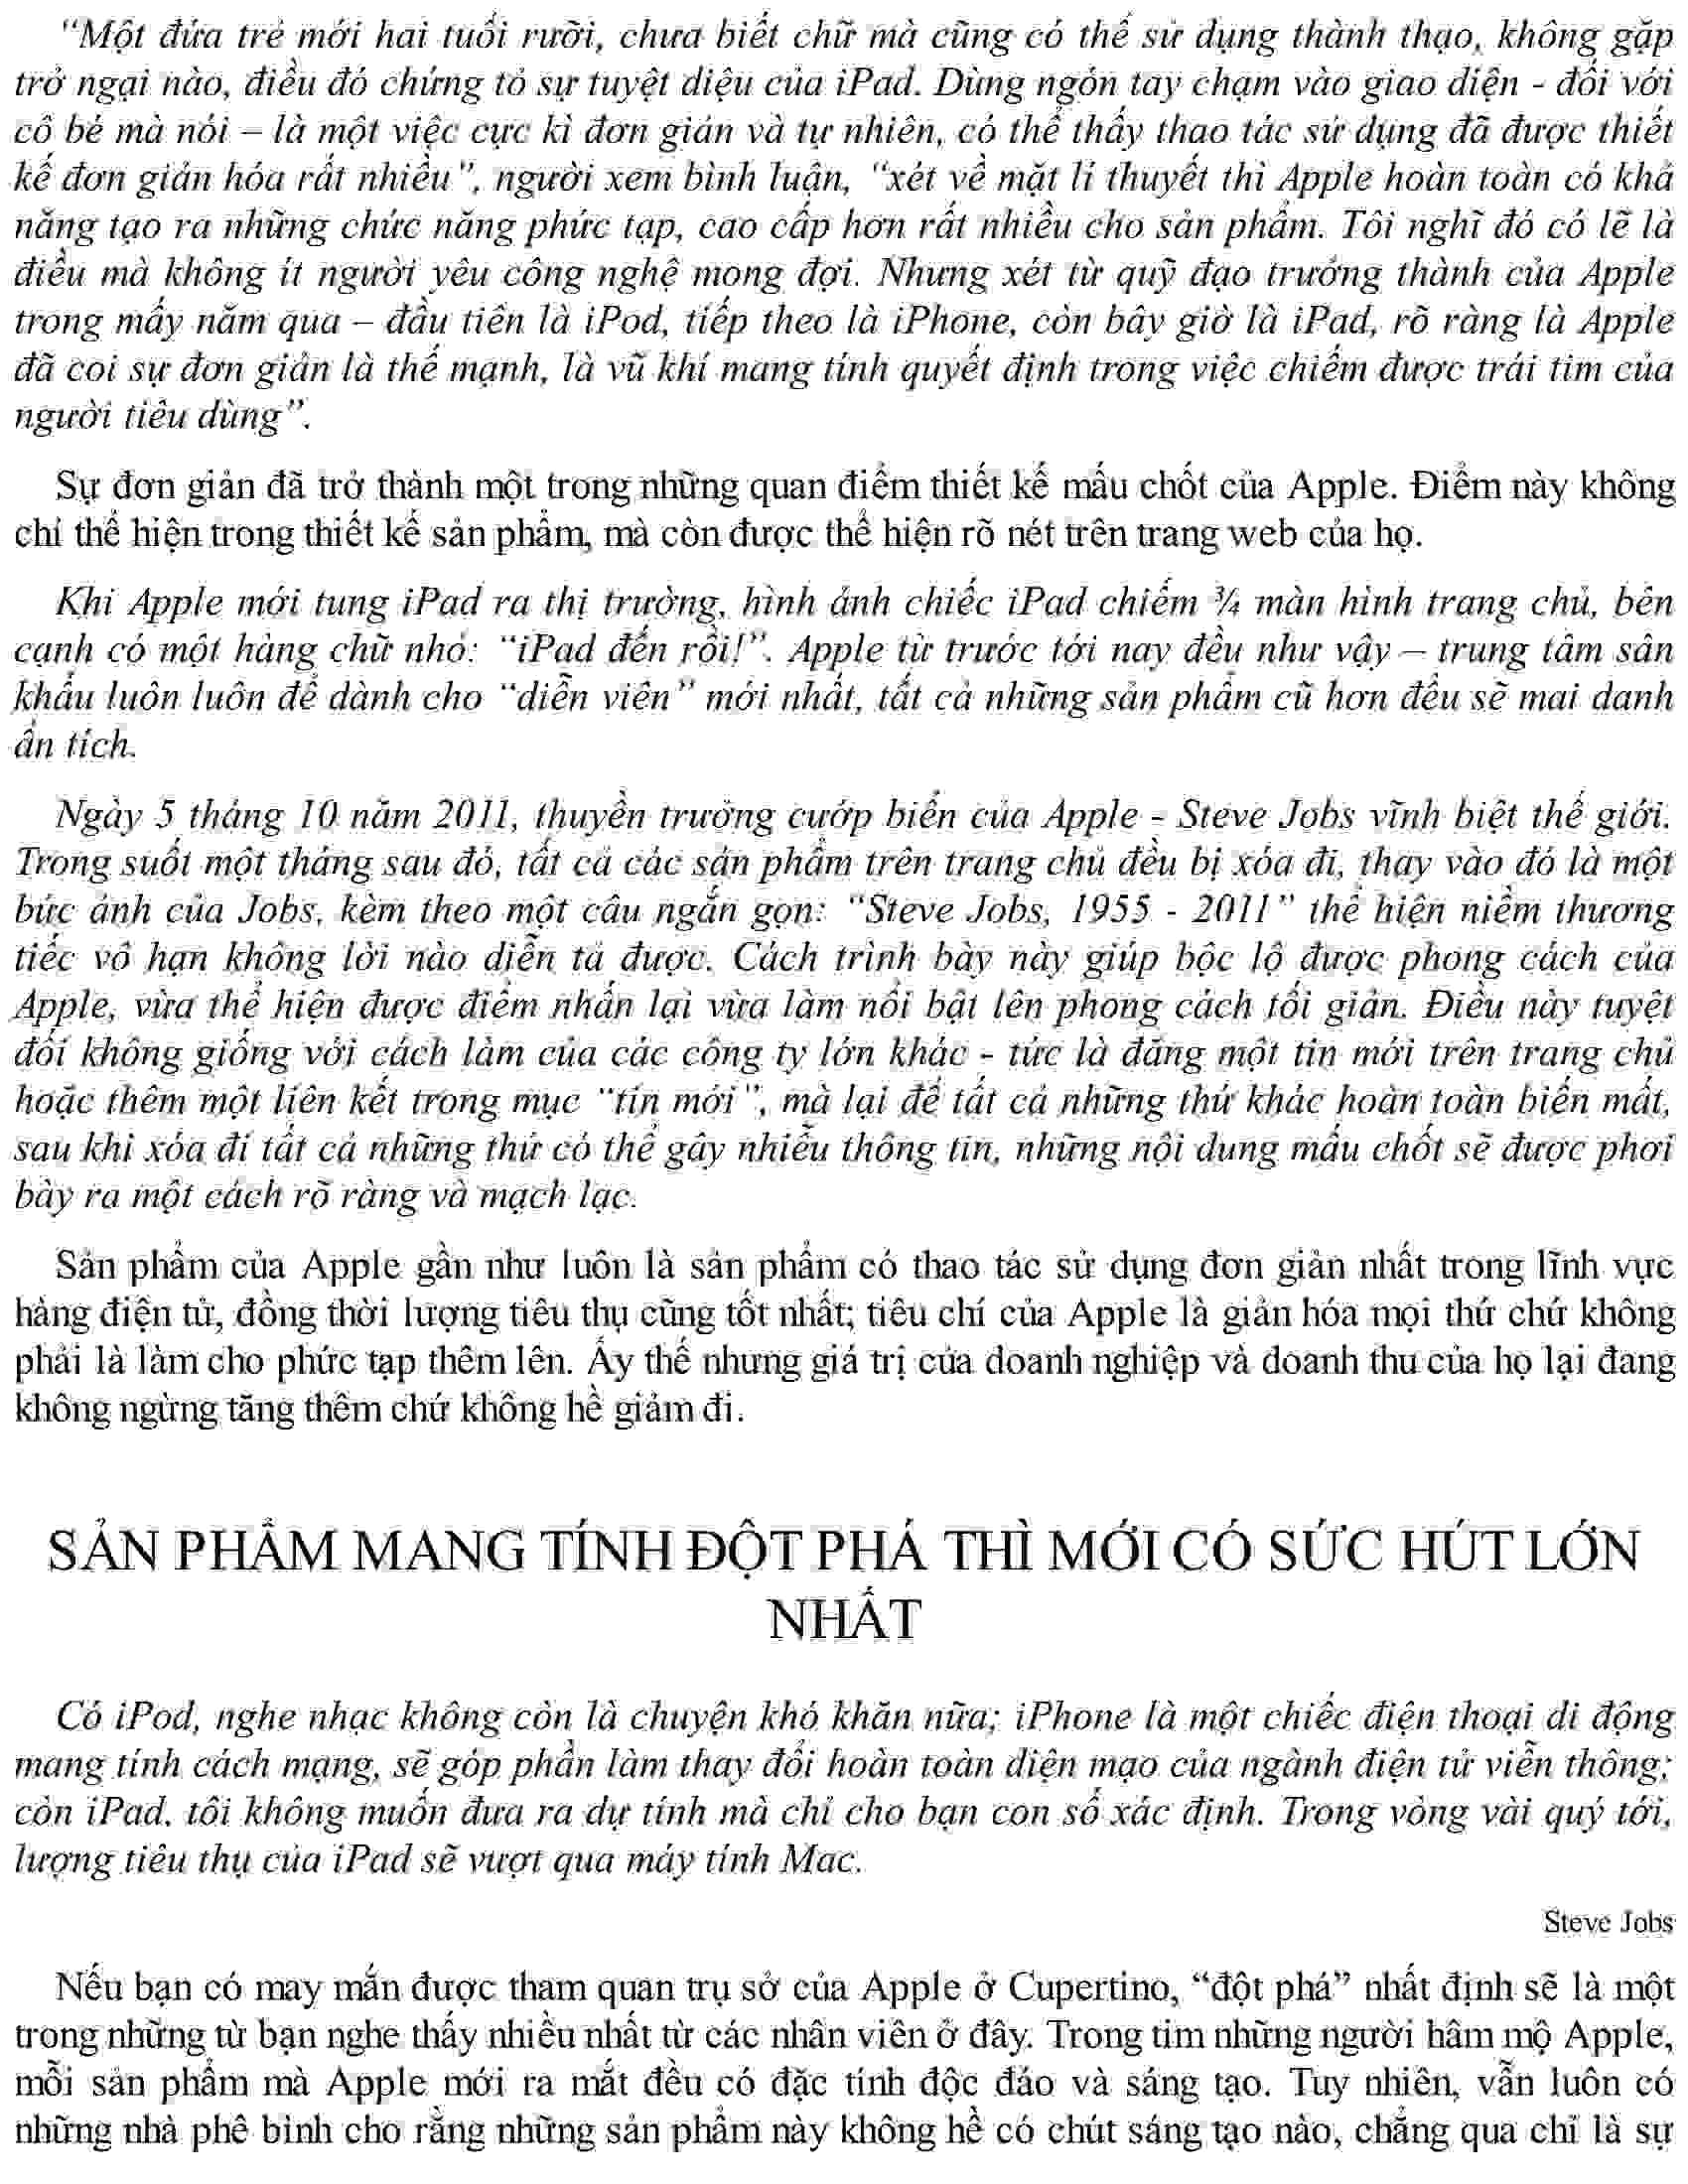 “Một đứa trẻ mới hai tuổi rưỡi, chưa biết chữ mà cũng có thể sử dụng thành thạo, không gặp
trở ngại nào, điều đó chứng tỏ sự tuyệt diệu của iPad. Dùng ngón tay chạm vào giao diện - đối với
cô bé mà nói – là một việc cực kì đơn giản và tự nhiên, có thể thấy thao tác sử dụng đã được thiết
kế đơn giản hóa rất nhiều”, người xem bình luận, “xét về mặt lí thuyết thì Apple hoàn toàn có khả
năng tạo ra những chức năng phức tạp, cao cấp hơn rất nhiều cho sản phẩm. Tôi nghĩ đó có lẽ là
điều mà không ít người yêu công nghệ mong đợi. Nhưng xét từ quỹ đạo trưởng thành của Apple
trong mấy năm qua – đầu tiên là iPod, tiếp theo là iPhone, còn bây giờ là iPad, rõ ràng là Apple
đã coi sự đơn giản là thế mạnh, là vũ khí mang tính quyết định trong việc chiếm được trái tim của
người tiêu dùng”.
Sự đơn giản đã trở thành một trong những quan điểm thiết kế mấu chốt của Apple. Điểm này không
chỉ thể hiện trong thiết kế sản phẩm, mà còn được thể hiện rõ nét trên trang web của họ.
Khi Apple mới tung iPad ra thị trường, hình ảnh chiếc iPad chiếm ¾ màn hình trang chủ, bên
cạnh có một hàng chữ nhỏ: “iPad đến rồi!”. Apple từ trước tới nay đều như vậy – trung tâm sân
khấu luôn luôn để dành cho “diễn viên” mới nhất, tất cả những sản phẩm cũ hơn đều sẽ mai danh
ẩn tích.
Ngày 5 tháng 10 năm 2011, thuyền trưởng cướp biển của Apple - Steve Jobs vĩnh biệt thế giới.
Trong suốt một tháng sau đó, tất cả các sản phẩm trên trang chủ đều bị xóa đi, thay vào đó là một
bức ảnh của Jobs, kèm theo một câu ngắn gọn: “Steve Jobs, 1955 - 2011” thể hiện niềm thương
tiếc vô hạn không lời nào diễn tả được. Cách trình bày này giúp bộc lộ được phong cách của
Apple, vừa thể hiện được điểm nhấn lại vừa làm nổi bật lên phong cách tối giản. Điều này tuyệt
đối không giống với cách làm của các công ty lớn khác - tức là đăng một tin mới trên trang chủ
hoặc thêm một liên kết trong mục “tin mới”, mà lại để tất cả những thứ khác hoàn toàn biến mất,
sau khi xóa đi tất cả những thứ có thể gây nhiễu thông tin, những nội dung mấu chốt sẽ được phơi
bày ra một cách rõ ràng và mạch lạc.
Sản phẩm của Apple gần như luôn là sản phẩm có thao tác sử dụng đơn giản nhất trong lĩnh vực
hàng điện tử, đồng thời lượng tiêu thụ cũng tốt nhất; tiêu chí của Apple là giản hóa mọi thứ chứ không
phải là làm cho phức tạp thêm lên. Ấy thế nhưng giá trị của doanh nghiệp và doanh thu của họ lại đang
không ngừng tăng thêm chứ không hề giảm đi.
SẢN PHẨM MANG TÍNH ĐỘT PHÁ THÌ MỚI CÓ SỨC HÚT LỚN
NHẤT
Có iPod, nghe nhạc không còn là chuyện khó khăn nữa; iPhone là một chiếc điện thoại di động
mang tính cách mạng, sẽ góp phần làm thay đổi hoàn toàn diện mạo của ngành điện tử viễn thông;
còn iPad, tôi không muốn đưa ra dự tính mà chỉ cho bạn con số xác định. Trong vòng vài quý tới,
lượng tiêu thụ của iPad sẽ vượt qua máy tính Mac.
Steve Jobs
Nếu bạn có may mắn được tham quan trụ sở của Apple ở Cupertino, “đột phá” nhất định sẽ là một
trong những từ bạn nghe thấy nhiều nhất từ các nhân viên ở đây. Trong tim những người hâm mộ Apple,
mỗi sản phẩm mà Apple mới ra mắt đều có đặc tính độc đáo và sáng tạo. Tuy nhiên, vẫn luôn có
những nhà phê bình cho rằng những sản phẩm này không hề có chút sáng tạo nào, chẳng qua chỉ là sự